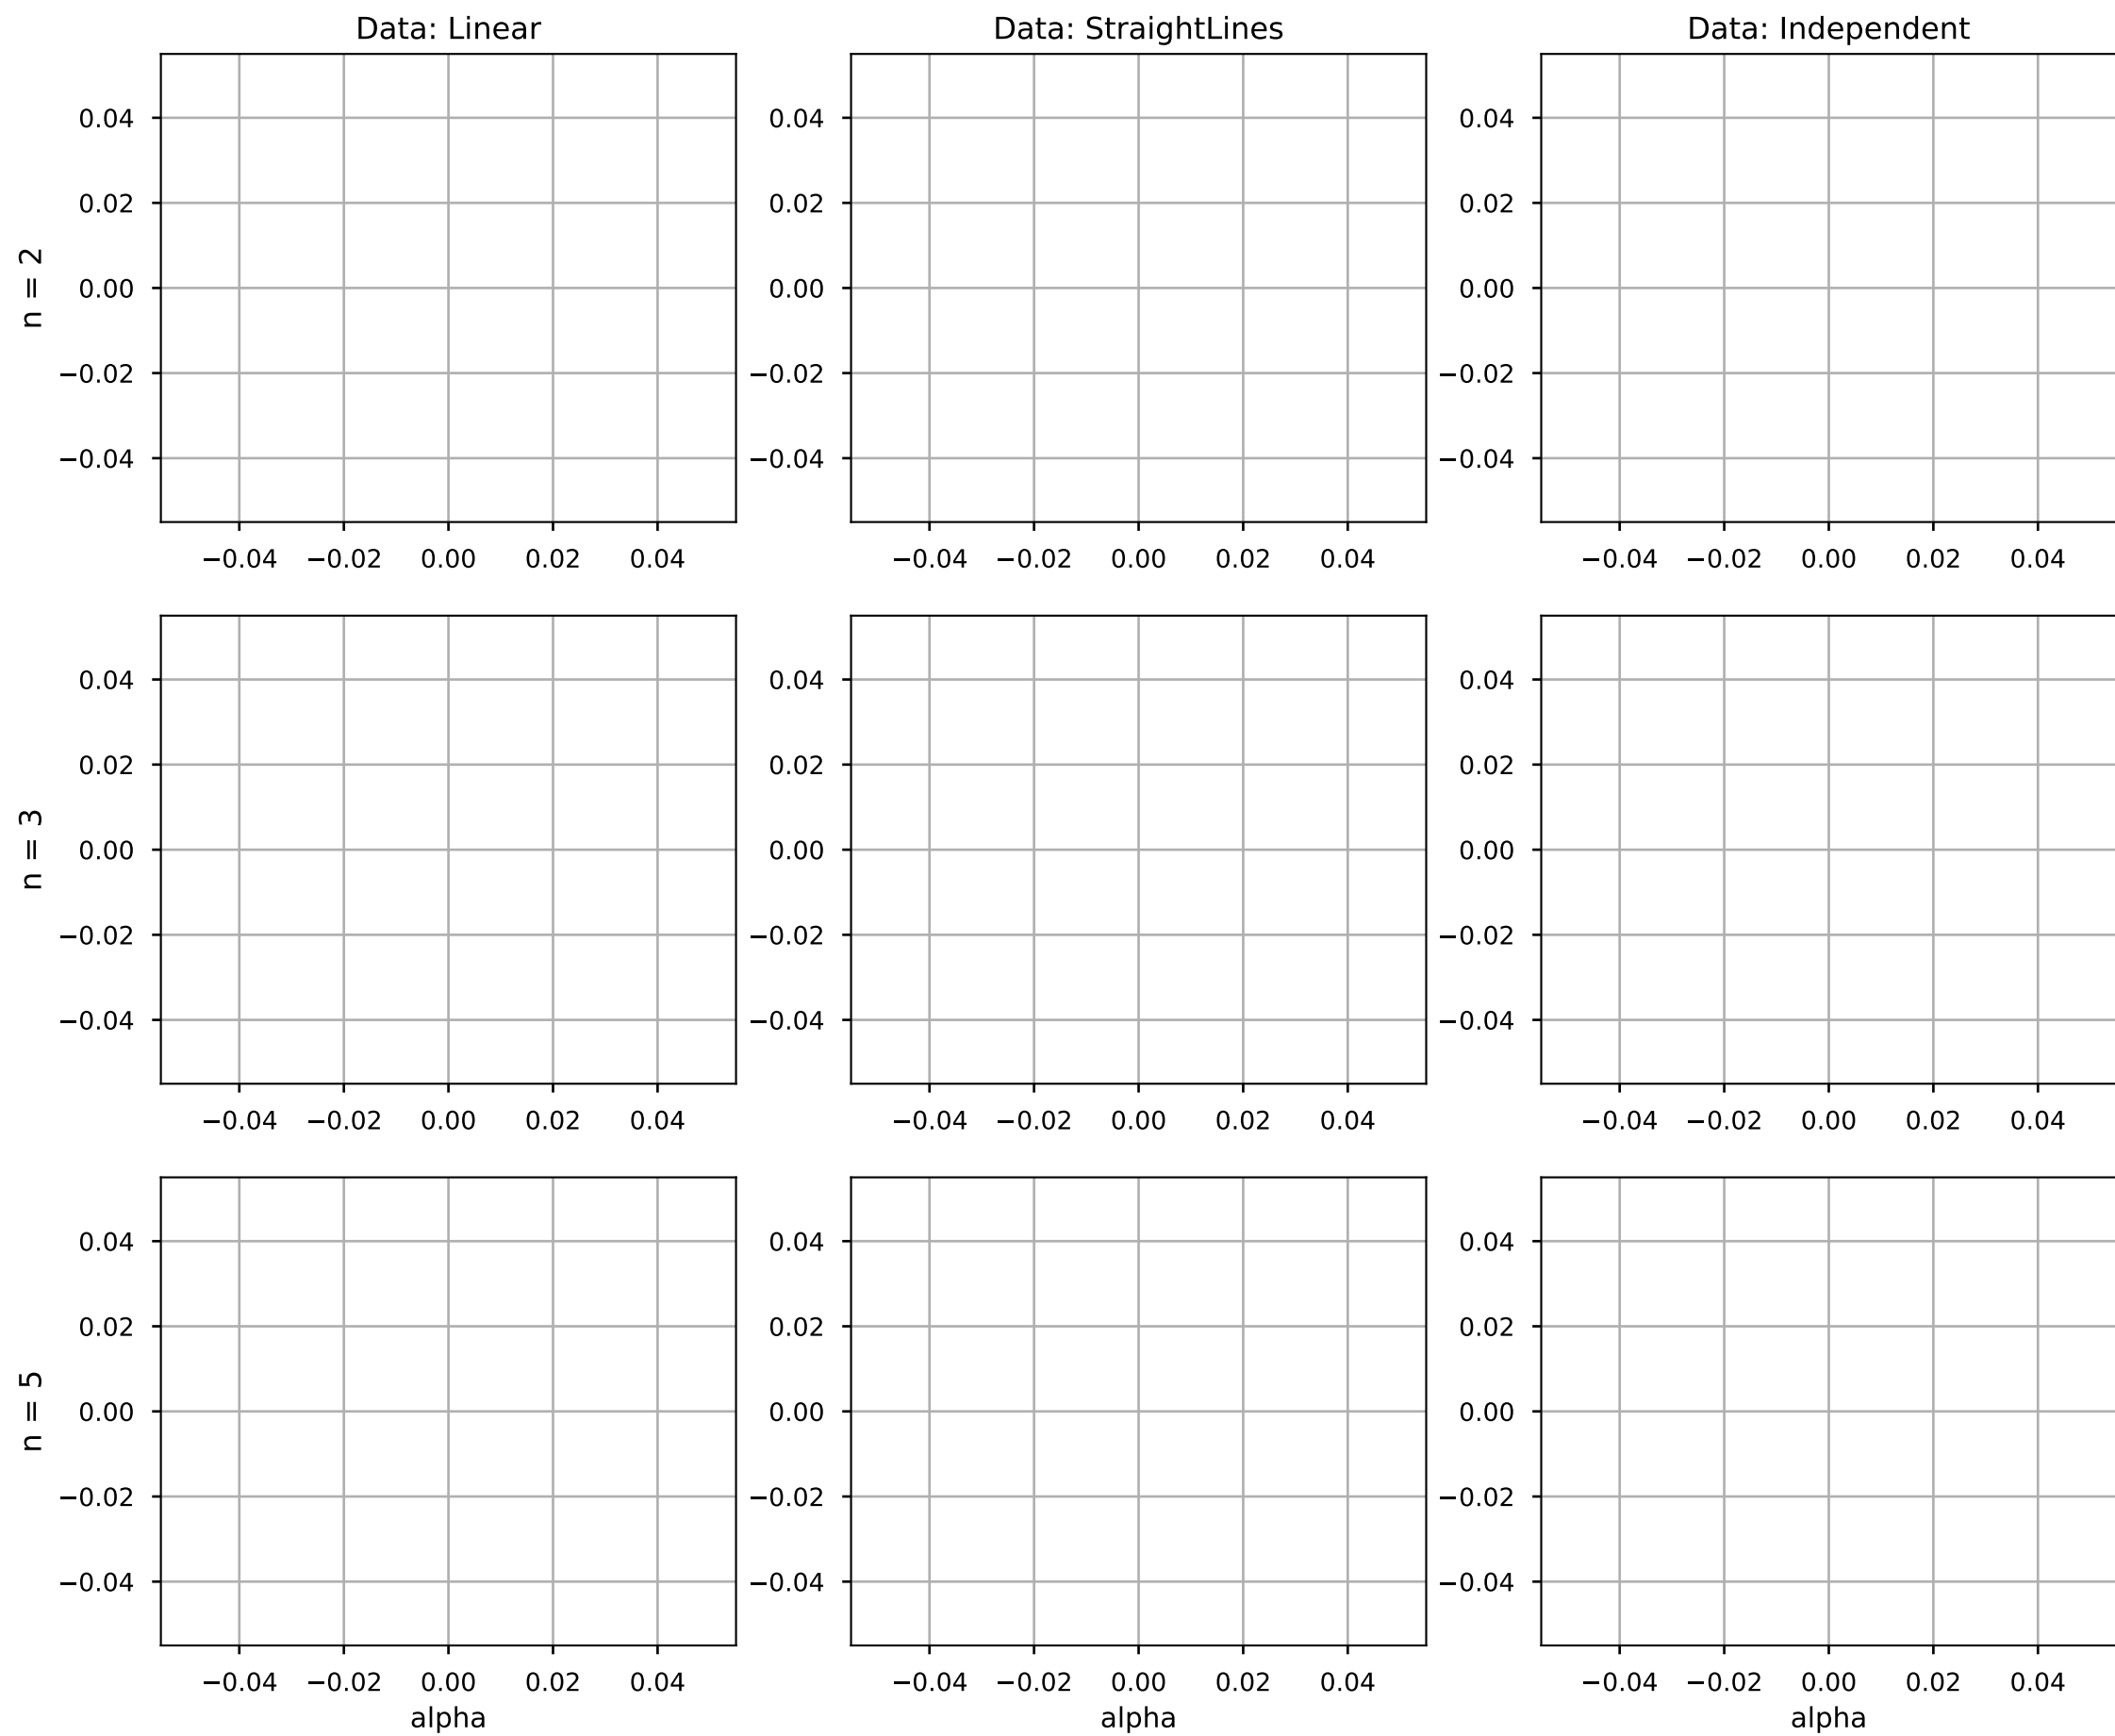 Data: Linear Data: StraightLines Data: Independent
n = 2
0.04 0.04 0.04
0.02 0.02 0.02
0.00 0.00 0.00
−0.02 −0.02 −0.02
−0.04 −0.04 −0.04
−0.04 −0.02 0.00 0.02 0.04 −0.04 −0.02 0.00 0.02 0.04 −0.04 −0.02 0.00 0.02 0.04
n = 3
0.04 0.04 0.04
0.02 0.02 0.02
0.00 0.00 0.00
−0.02 −0.02 −0.02
−0.04 −0.04 −0.04
−0.04 −0.02 0.00 0.02 0.04 −0.04 −0.02 0.00 0.02 0.04 −0.04 −0.02 0.00 0.02 0.04
n = 5
0.04 0.04 0.04
0.02 0.02 0.02
0.00 0.00 0.00
−0.02 −0.02 −0.02
−0.04 −0.04 −0.04
−0.04 −0.02 0.00 0.02 0.04 −0.04 −0.02 0.00 0.02 0.04 −0.04 −0.02 0.00 0.02 0.04
alpha alpha alpha